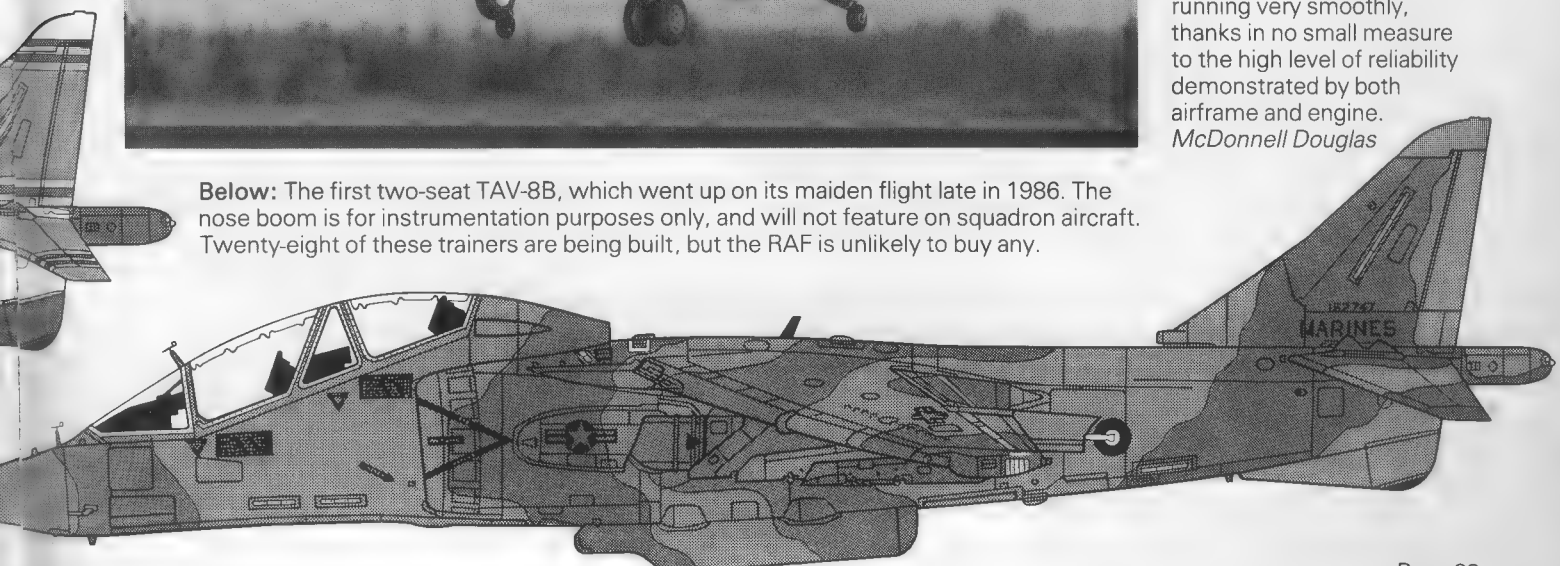 running very smoothly,
thanks in no small measure
to the high level of reliability
demonstrated by both
airframe and engine.
McDonnell Douglas
Below: The first two-seat TAV-8B, which went up on its maiden flight late in 1986. The
nose boom is for instrumentation purposes only, and will not feature on squadron aircraft.
Twenty-eight of these trainers are being built, but the RAF is unlikely to buy any.
162747
MARINES